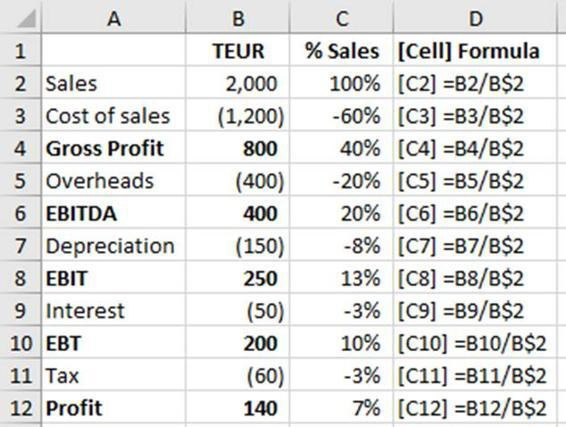 A B C D
1 TEUR % Sales [Cell] Formula
2 Sales 2,000 100% [C2] =B2/B$2
3 Cost of sales (1,200) -60% [C3] =B3/B$2
4 Gross Profit 800 40% [C4] =B4/B$2
5 Overheads (400) -20% [C5] =B5/B$2
6 EBITDA 400 20% [C6] =B6/B$2
7 Depreciation (150) -8% [C7] =B7/B$2
8 EBIT 250 13% [C8] =B8/B$2
9 Interest (50) -3% [C9] =B9/B$2
10 EBT 200 10% [C10] =B10/B$2
11 Tax (60) -3% [C11] =B11/B$2
12 Profit 140 7% [C12] =B12/B$2